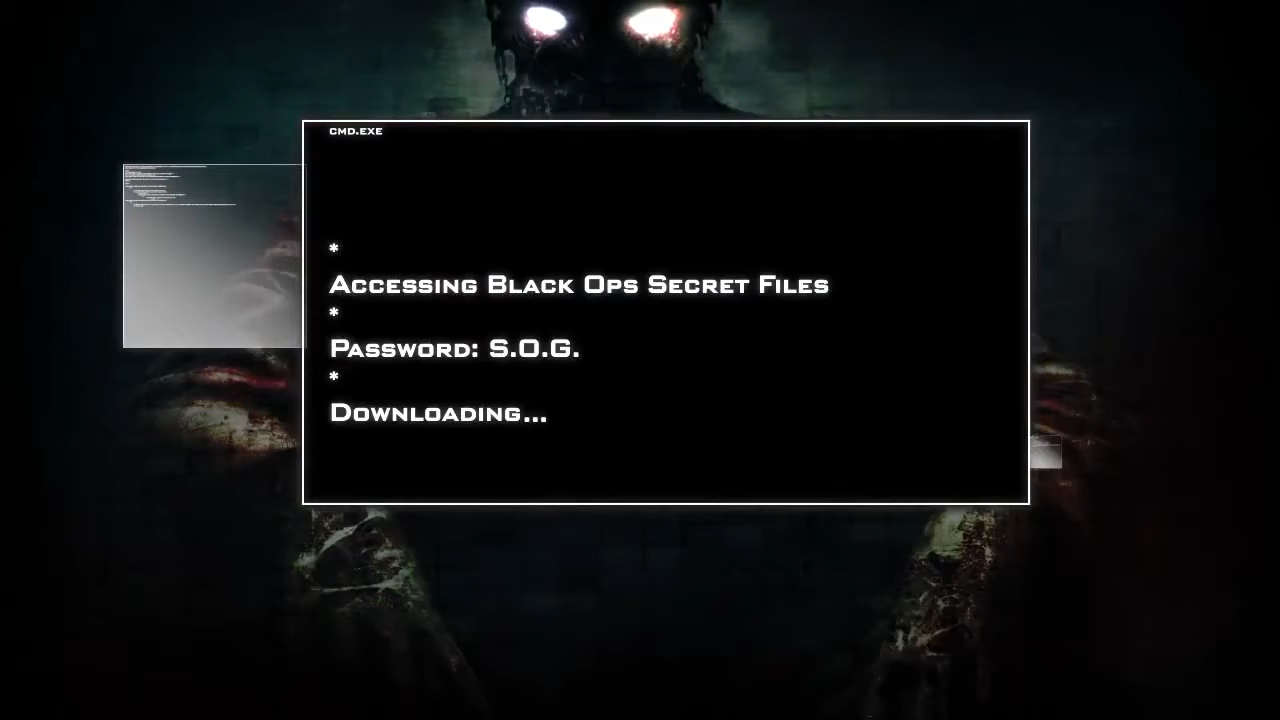 CMD.EXE
*
Accessing Black Ops Secret Files
*
Password: S.O.G.
*
Downloading...